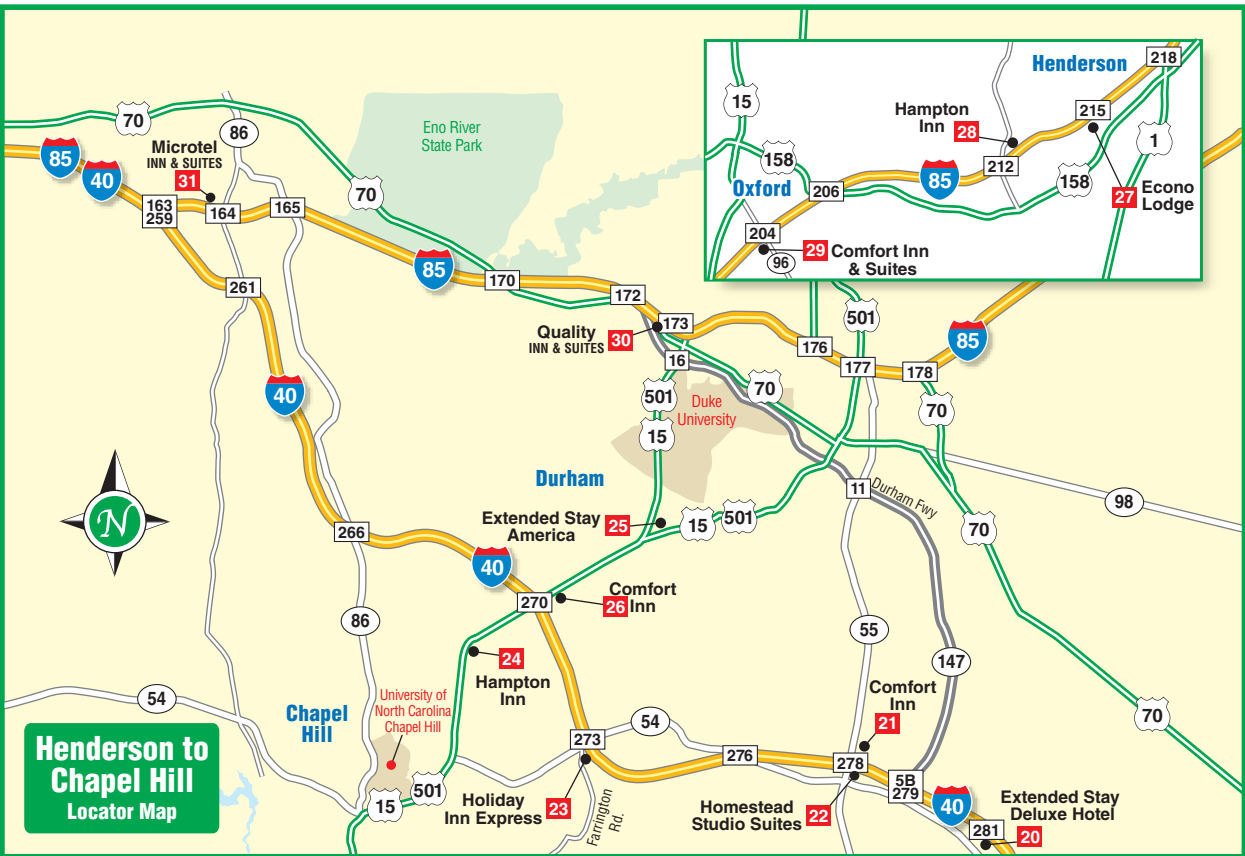 70
86
Eno River
State Park
Microtel
INN & SUITES
31
85
40
163
259
164
165
70
85
170
172
261
Quality
INN & SUITES
30
173
16
176
501
177
178
85
40
501
15
Duke
University
70
70
Durham
11
Durham Fwy
98
Extended Stay
America
25
15
501
70
266
40
270
Comfort
Inn
26
86
24
Hampton
Inn
55
147
54
Chapel
Hill
University of
North Carolina
Chapel Hill
273
54
276
Comfort
Inn
21
278
5B
279
70
15
501
Holiday
Inn Express
23
Farrington
Rd.
Homestead
Studio Suites
22
40
Extended Stay
Deluxe Hotel
20
281
N
Henderson to
Chapel Hill
Locator Map
Henderson
218
15
Hampton
Inn
28
215
1
158
212
85
158
Oxford
206
27
Econo
Lodge
204
29
Comfort Inn
& Suites
96